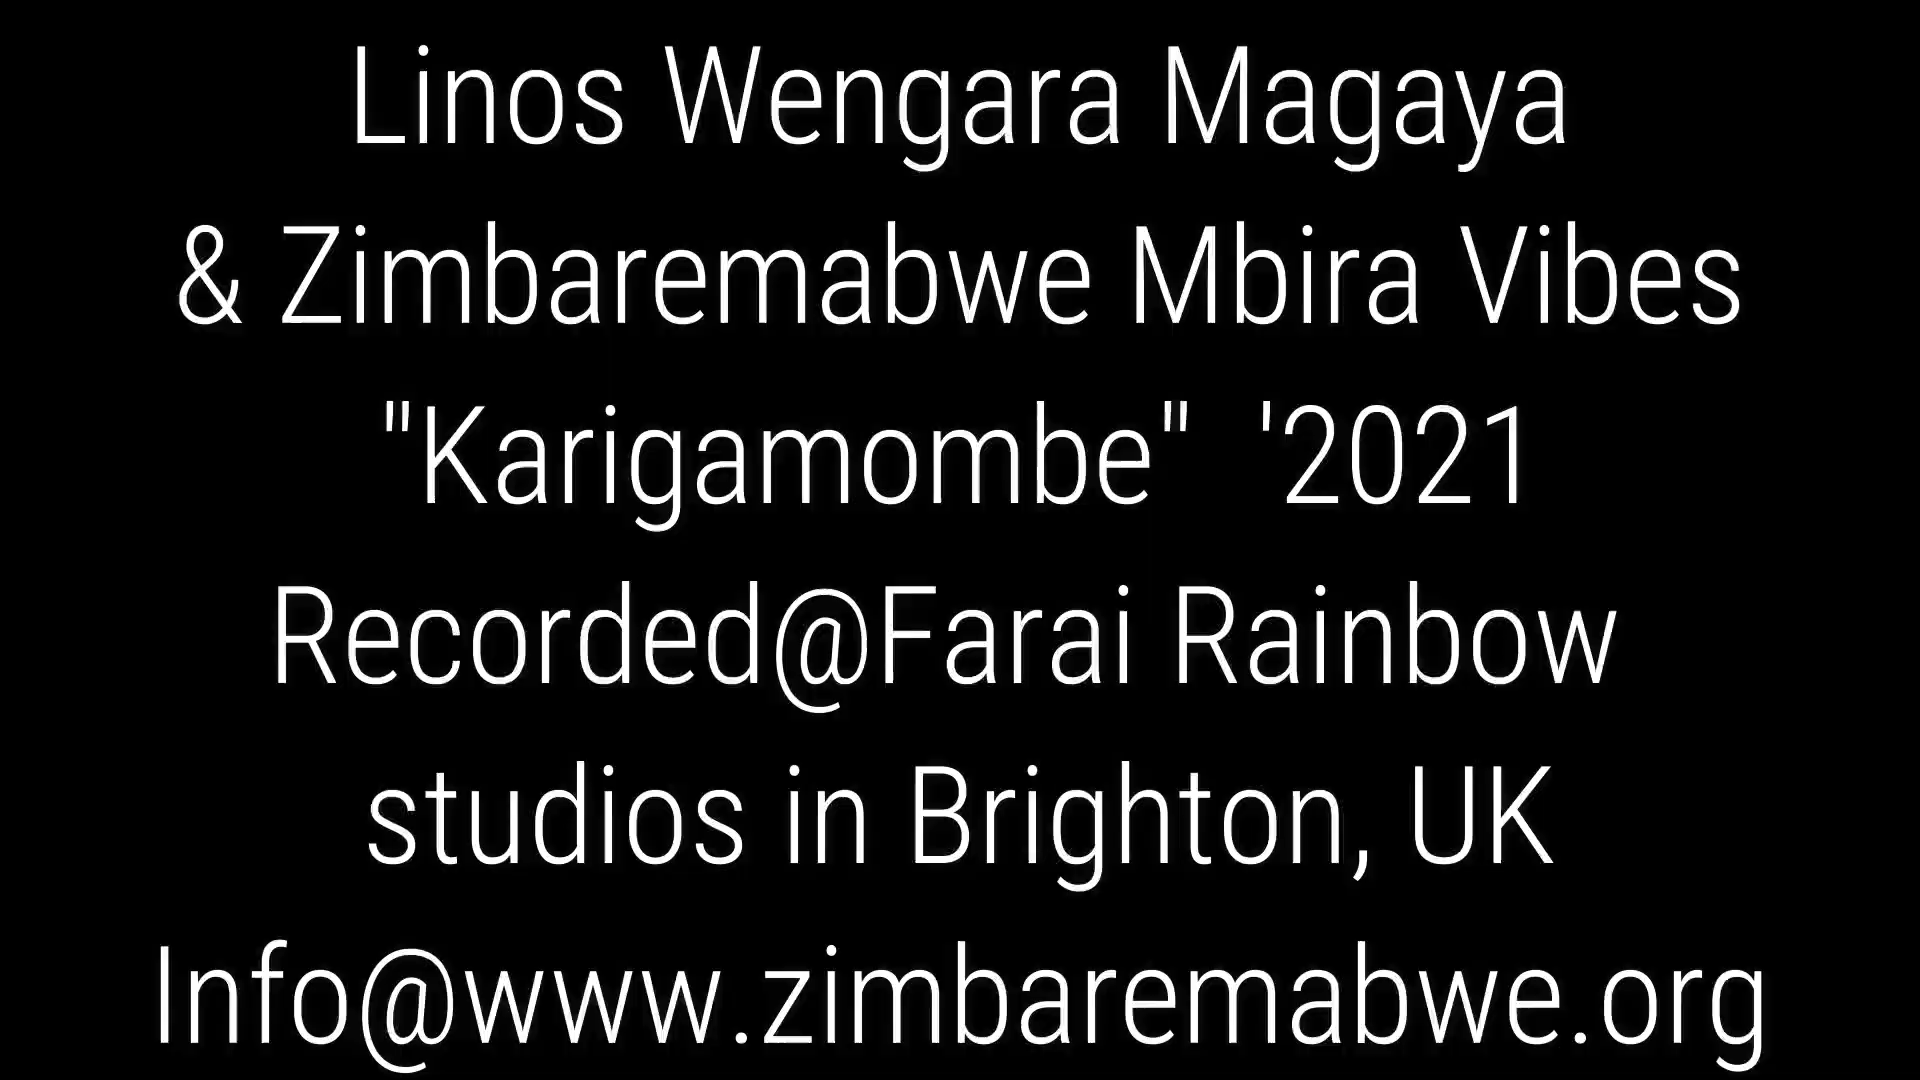 Linos Wengara Magaya
& Zimbaremabwe Mbira Vibes
"Karigamombe"  '2021
Recorded@Farai Rainbow
studios in Brighton, UK
Info@www.zimbaremabwe.org